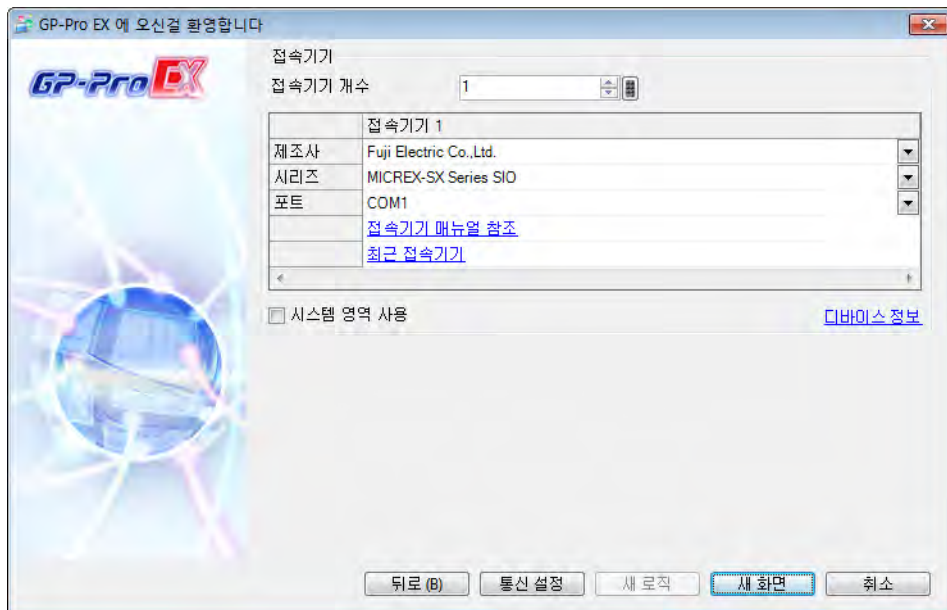 GP-Pro EX 에 오신걸 환영합니다
GP-Pro EX
접속기기
접속기기 개수 1
접속기기 1
제조사 Fuji Electric Co.,Ltd.
시리즈 MICREX-SX Series SIO
포트 COM1
접속기기 매뉴얼 참조
최근 접속기기
시스템 영역 사용 디바이스 정보
뒤로 (B) 통신 설정 새 로직 새 화면 취소